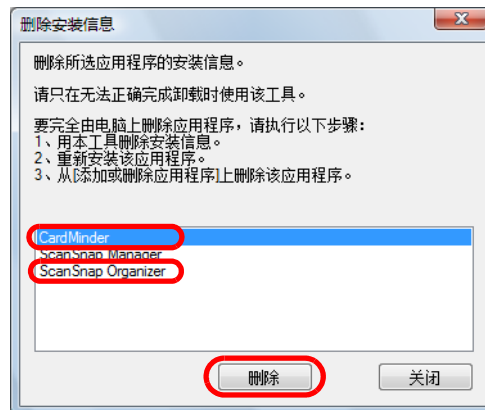 删除安装信息
删除所选应用程序的安装信息。
请只在无法正确完成卸载时使用该工具。
要完全由电脑上删除应用程序，请执行以下步骤：
1、用本工具删除安装信息。
2、重新安装该应用程序。
3、从[添加或删除应用程序]上删除该应用程序。
CardMinder
ScanSnap Manager
ScanSnap Organizer
删除
关闭